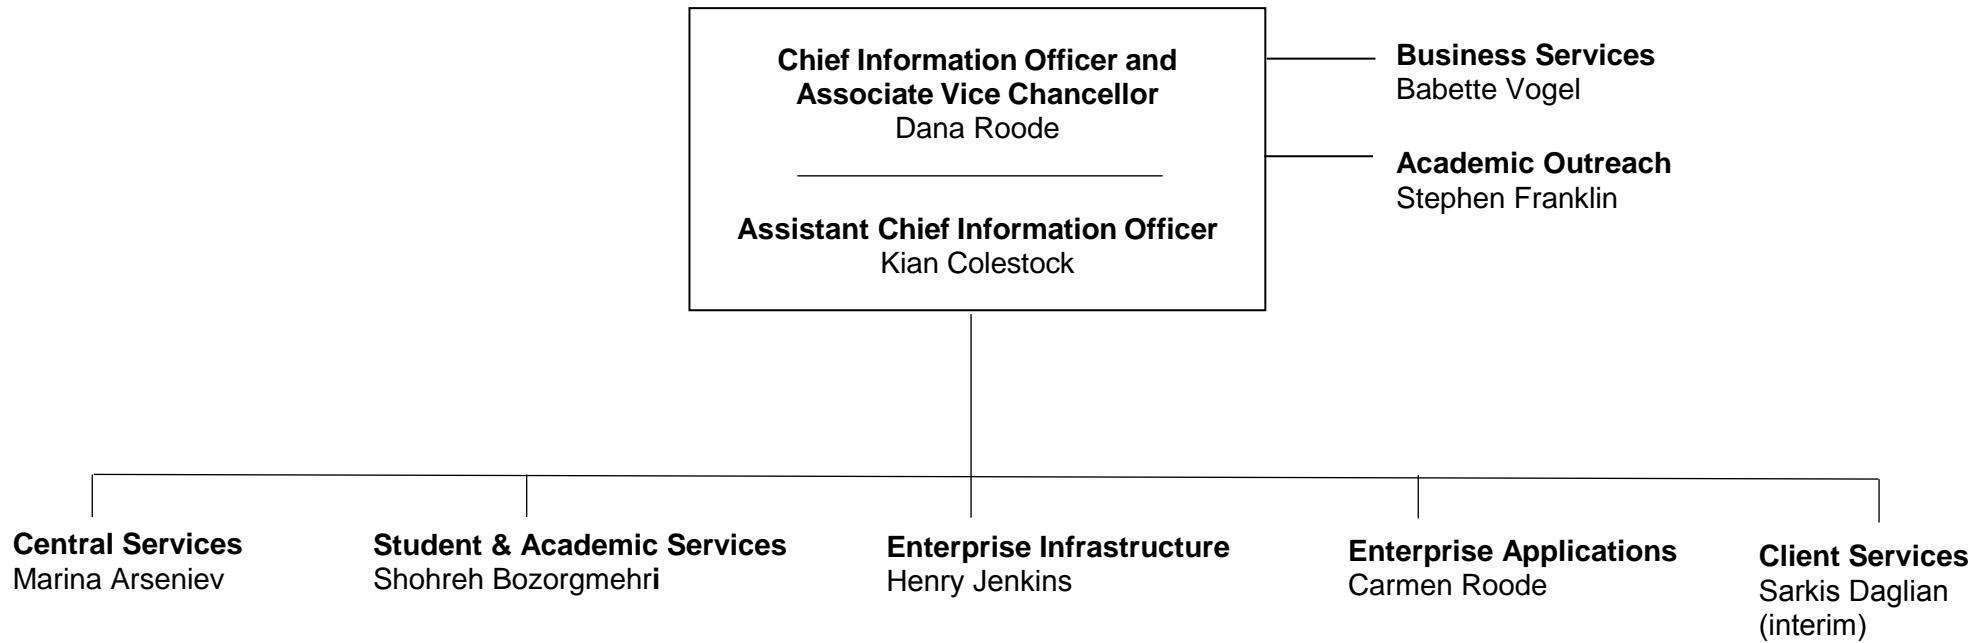 Chief Information Officer and
Associate Vice Chancellor
Dana Roode
Assistant Chief Information Officer
Kian Colestock
Business Services
Babette Vogel
Academic Outreach
Stephen Franklin
Central Services
Marina Arseniev
Student & Academic Services
Shohreh Bozorgmehri
Enterprise Infrastructure
Henry Jenkins
Enterprise Applications
Carmen Roode
Client Services
Sarkis Daglian
(interim)